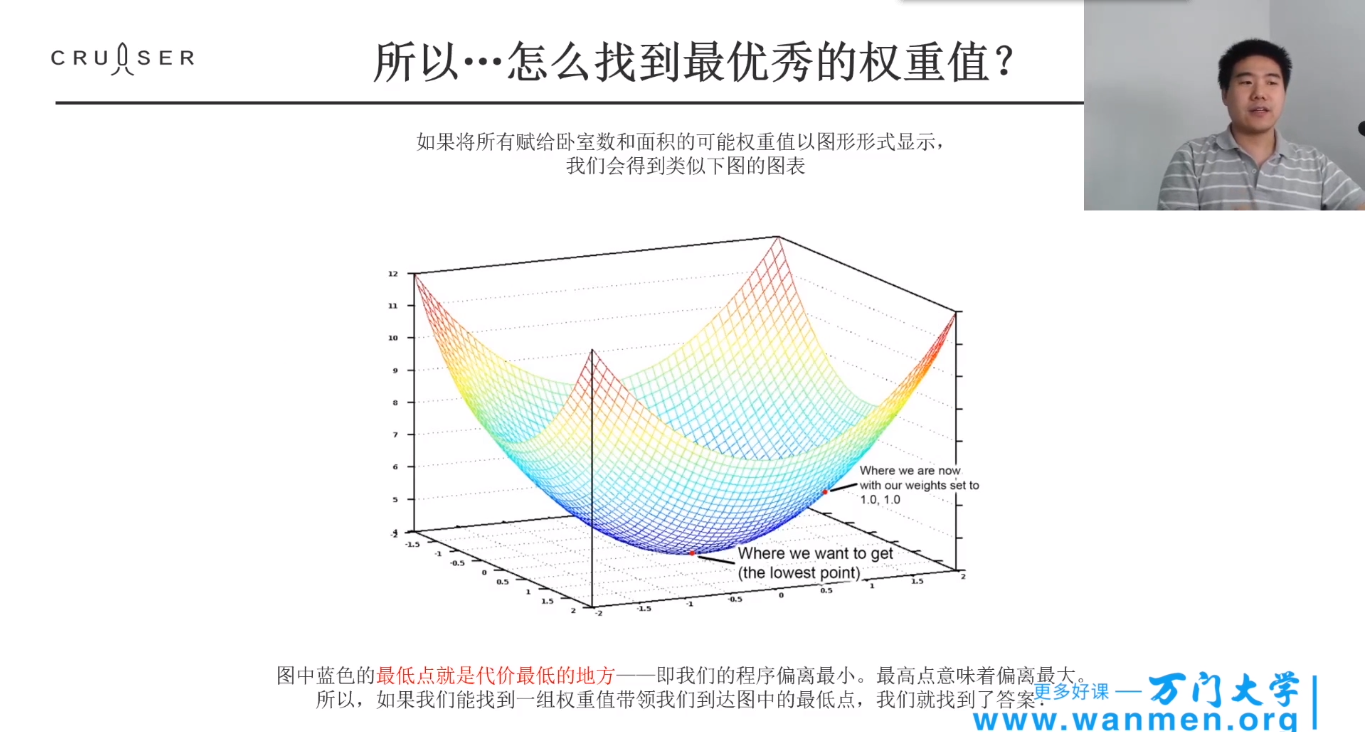 CRUISER
所以…怎么找到最优秀的权重值？
如果将所有赋给卧室数和面积的可能权重值以图形形式显示，
我们会得到类似下图的图表
12
11
10
9
8
7
6
5
4
-2
-1.5
-1
-0.5
0
0.5
1
1.5
2
-2
-1.5
-1
-0.5
0
0.5
1
1.5
2
Where we are now
with our weights set to
1.0, 1.0
Where we want to get
(the lowest point)
图中蓝色的最低点就是代价最低的地方——即我们的程序偏离最小。最高点意味着偏离最大。
所以，如果我们能找到一组权重值带领我们到达图中的最低点，我们就找到了答案！
更多好课 — 万门大学
www.wanmen.org